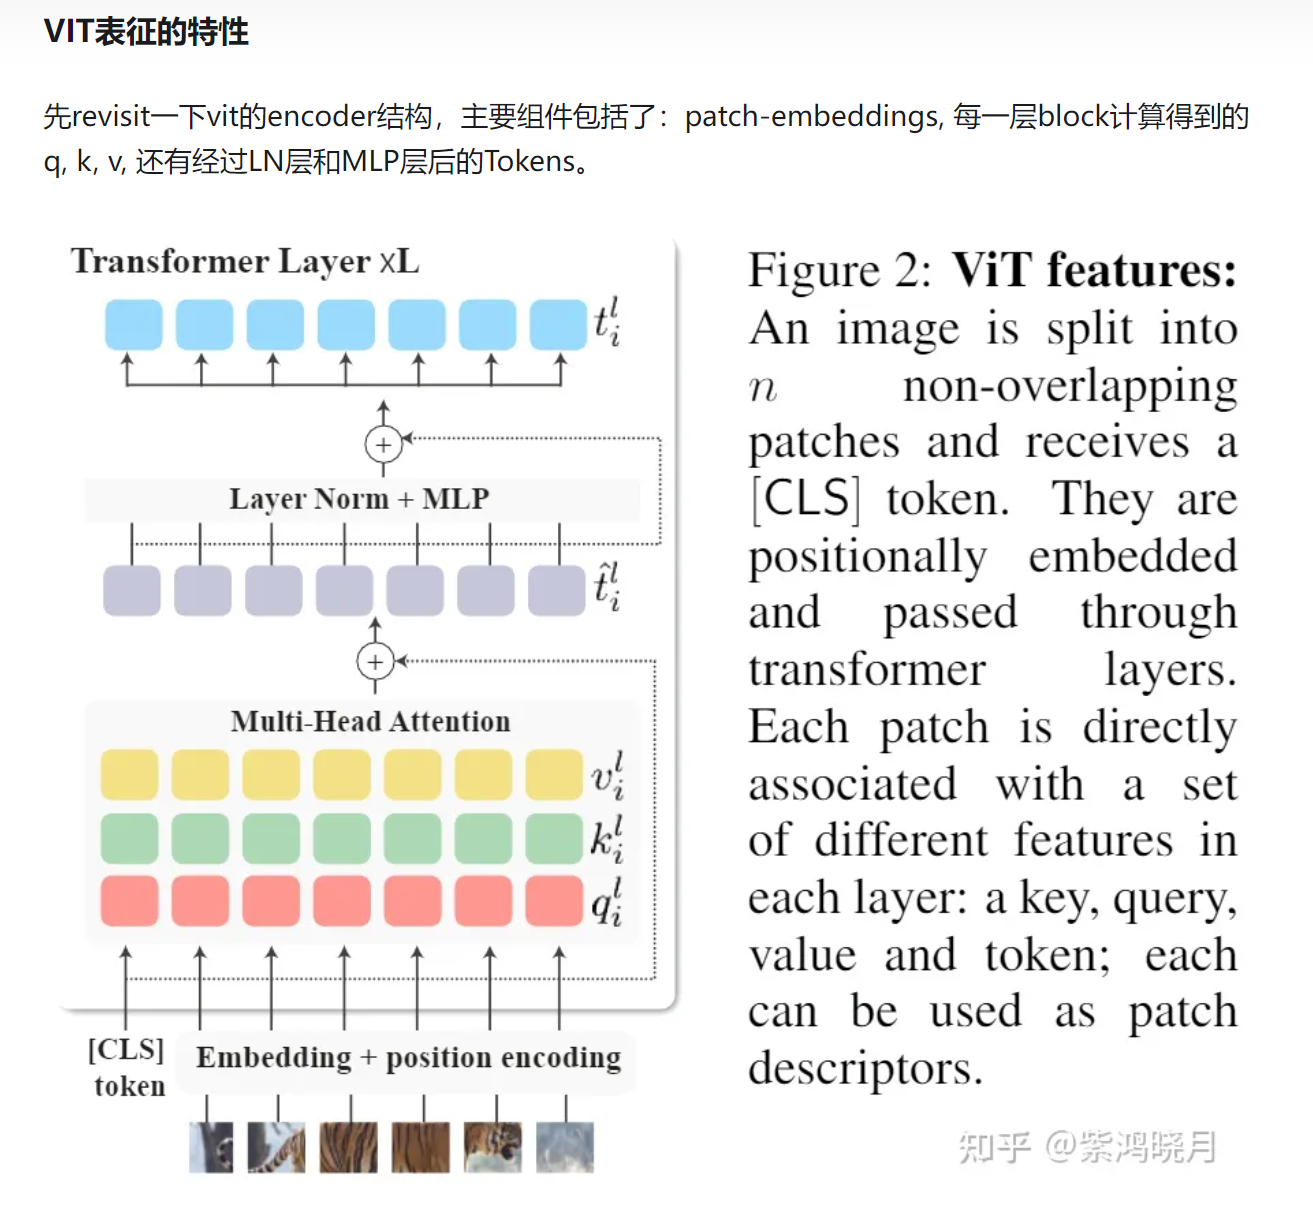 VIT表征的特性
先revisit一下vit的encoder结构，主要组件包括了：patch-embeddings, 每一层block计算得到的
q, k, v, 还有经过LN层和MLP层后的Tokens。
Transformer Layer xL
t_i^l
+
Layer Norm + MLP
t̂_i^l
+
Multi-Head Attention
v_i^l
k_i^l
q_i^l
[CLS]
token
Embedding + position encoding
Figure 2: ViT features:
An image is split into
n non-overlapping
patches and receives a
[CLS] token. They are
positionally embedded
and passed through
transformer layers.
Each patch is directly
associated with a set
of different features in
each layer: a key, query,
value and token; each
can be used as patch
descriptors.
知乎 @紫鸿晓月